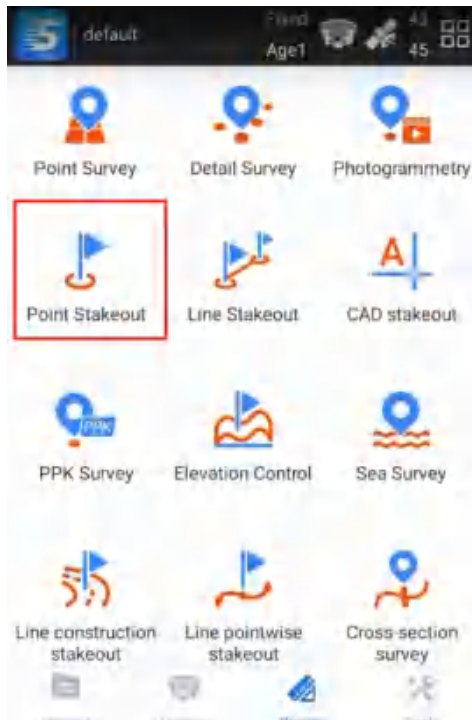 default
Fixed
Age1
43
45
Point Survey
Detail Survey
Photogrammetry
Point Stakeout
Line Stakeout
A
CAD stakeout
PPK
PPK Survey
Elevation Control
Sea Survey
Line construction
stakeout
Line pointwise
stakeout
Cross-section
survey